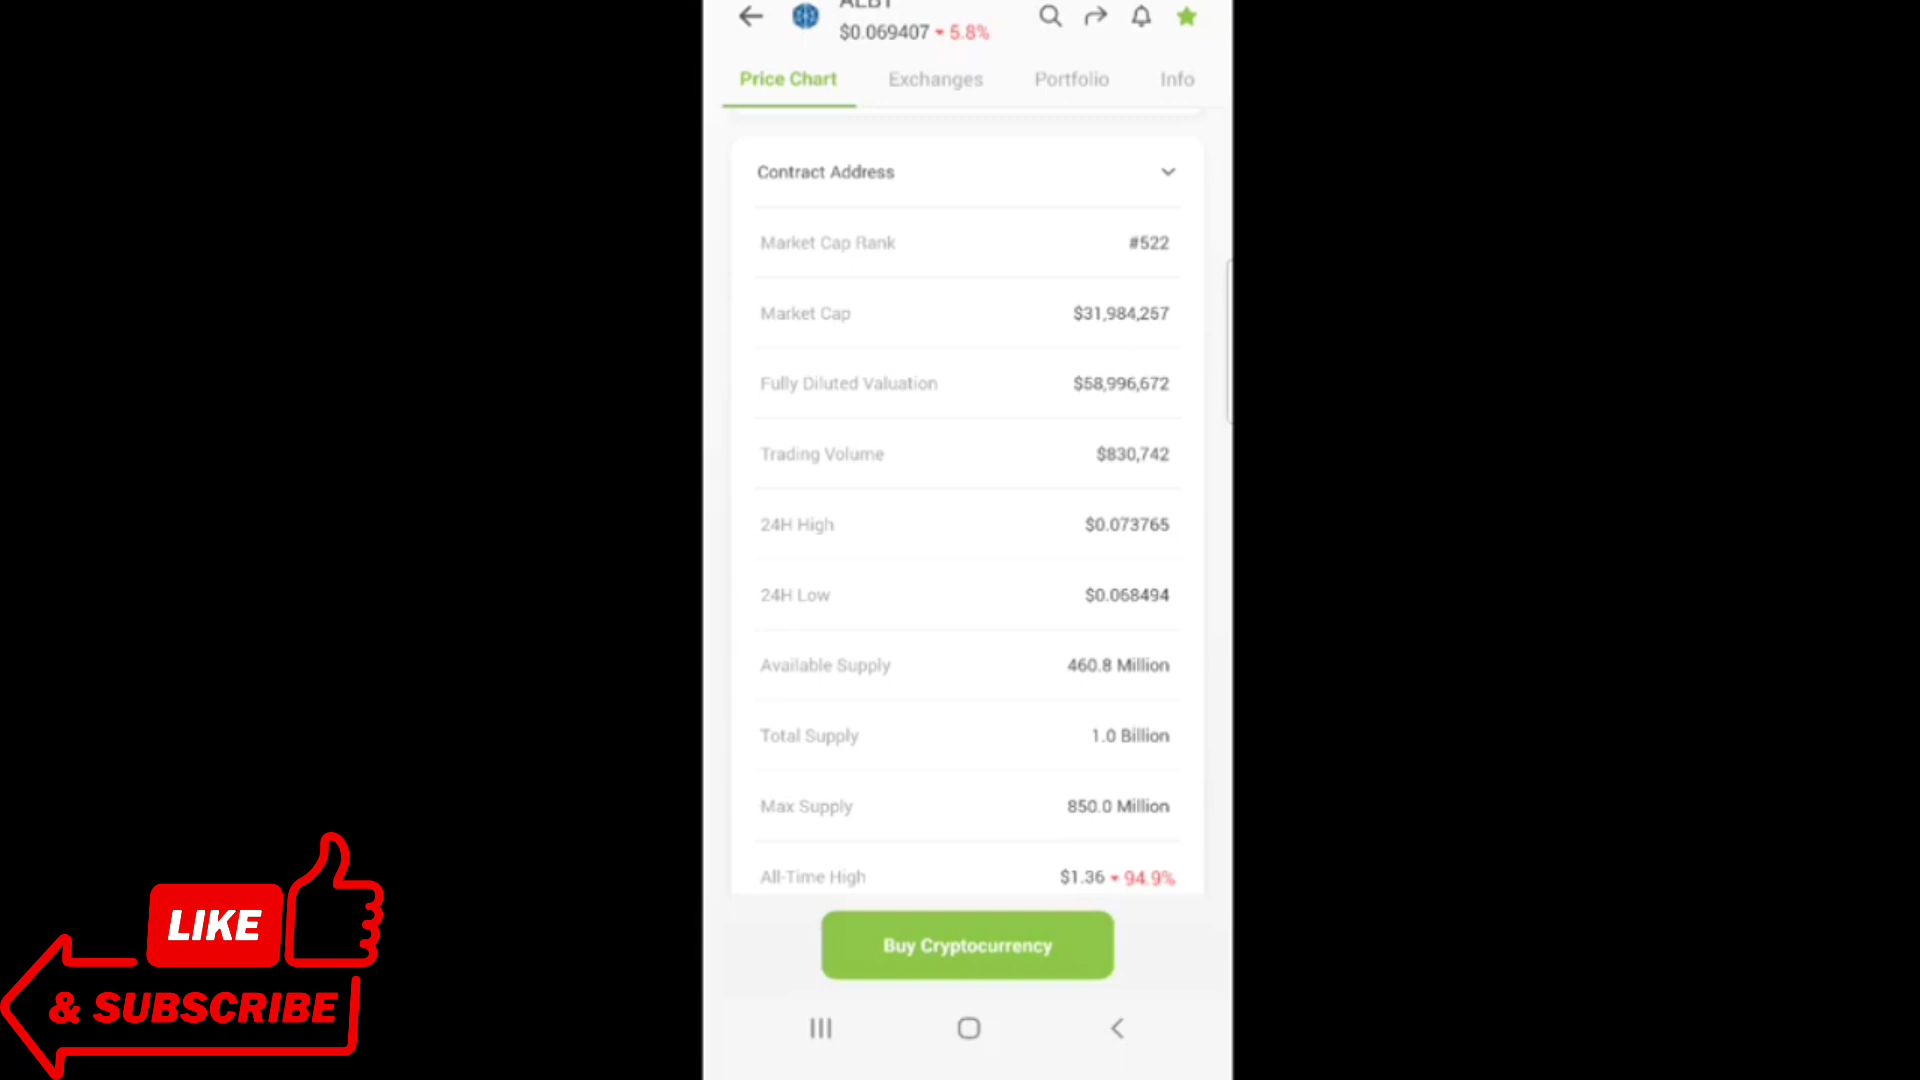 $0.069407 5.8%
Price Chart Exchanges Portfolio Info
Contract Address
Market Cap Rank #522
Market Cap $31,984,257
Fully Diluted Valuation $58,996,672
Trading Volume $830,742
24H High $0.073765
24H Low $0.068494
Available Supply 460.8 Million
Total Supply 1.0 Billion
Max Supply 850.0 Million
All-Time High $1.36 94.9%
Buy Cryptocurrency
LIKE
& SUBSCRIBE